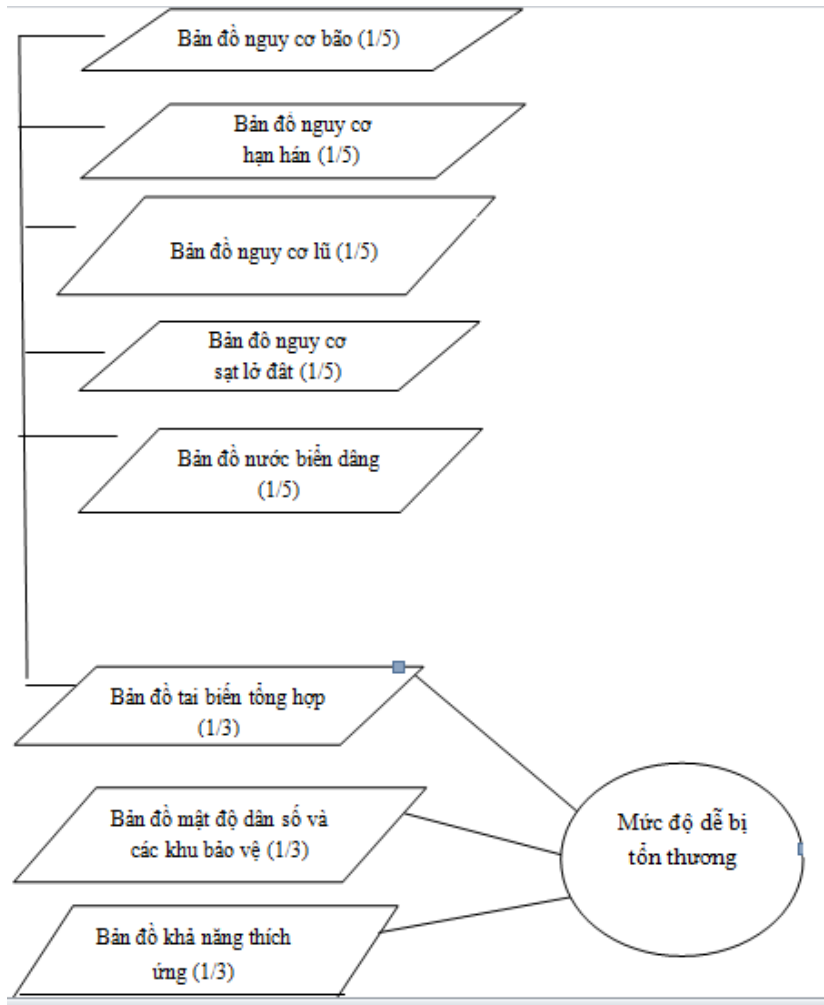 Bản đồ nguy cơ bão (1/5)
Bản đồ nguy cơ
hạn hán (1/5)
Bản đồ nguy cơ lũ (1/5)
Bản đô nguy cơ
sạt lở đât (1/5)
Bản đồ nước biển dâng
(1/5)
Bản đồ tai biến tổng hợp
(1/3)
Bản đồ mật độ dân số và
các khu bảo vệ (1/3)
Bản đồ khả năng thích
ứng (1/3)
Mức độ dễ bị
tổn thương